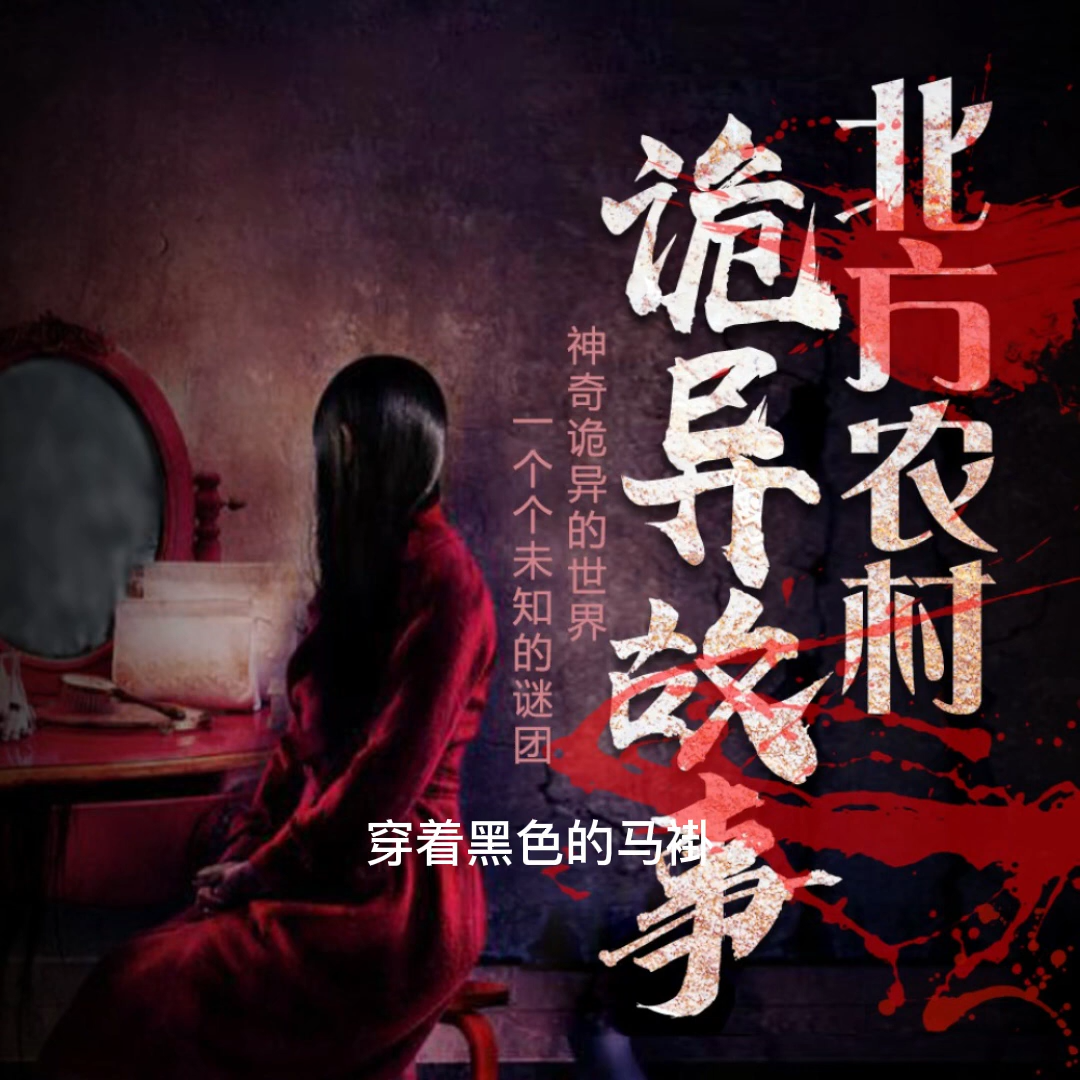 北方农村
诡异故事
神奇诡异的世界
一个个未知的谜团
穿着黑色的马褂